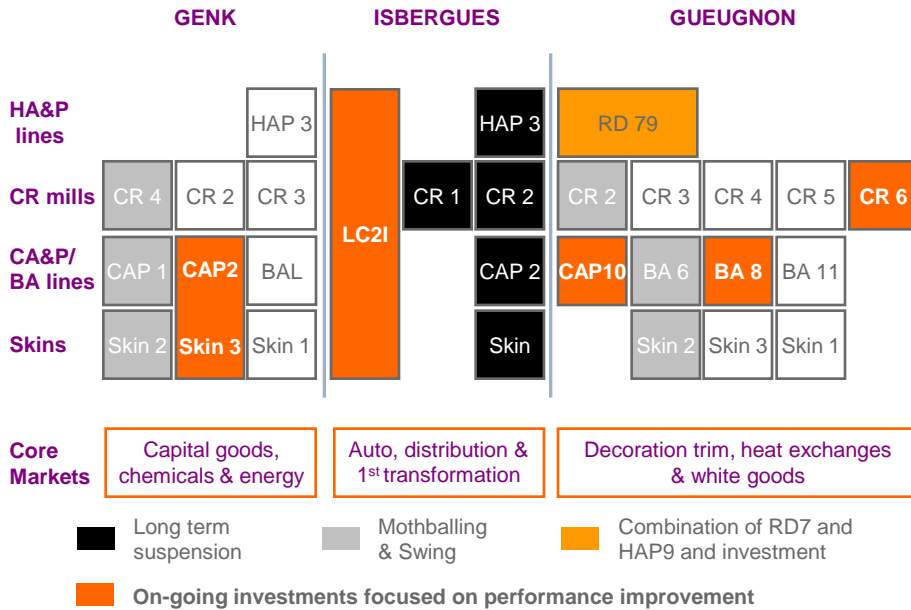 GENK ISBERGUES GUEUGNON
HA&P
lines
HAP 3 HAP 3 RD 79
CR mills
CR 4 CR 2 CR 3 CR 1 CR 2 CR 2 CR 3 CR 4 CR 5 CR 6
LC2I
CA&P/
BA lines
CAP 1 CAP2 BAL CAP 2 CAP10 BA 6 BA 8 BA 11
Skins
Skin 2 Skin 3 Skin 1 Skin Skin 2 Skin 3 Skin 1
Core
Markets
Capital goods,
chemicals & energy
Auto, distribution &
1st transformation
Decoration trim, heat exchanges
& white goods
Long term
suspension
Mothballing
& Swing
Combination of RD7 and
HAP9 and investment
On-going investments focused on performance improvement